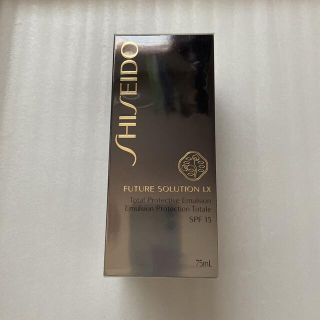 SHISEIDO
FUTURE SOLUTION LX
Total Protective Emulsion
Emulsion Protection Totale
SPF 15
75mL